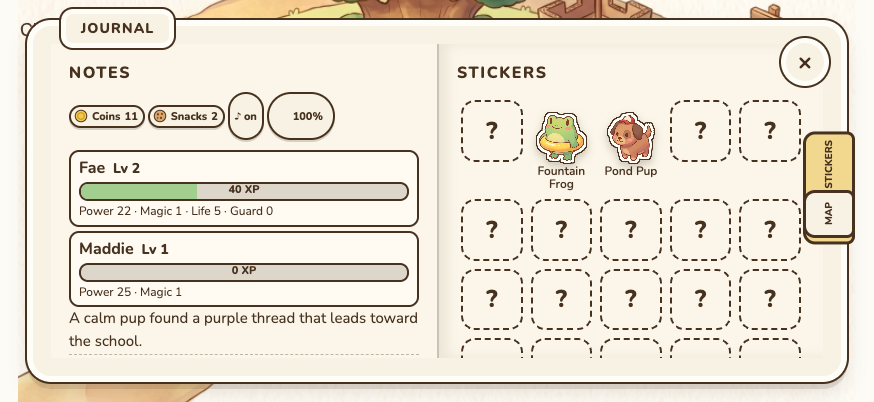 JOURNAL
NOTES
Coins 11
Snacks 2
♪ on
100%
Fae Lv 2
40 XP
Power 22 · Magic 1 · Life 5 · Guard 0
Maddie Lv 1
0 XP
Power 25 · Magic 1
A calm pup found a purple thread that leads toward
the school.
STICKERS
×
? ? ?
Fountain
Frog
Pond Pup
? ? ? ? ?
? ? ? ? ?
STICKERS
MAP